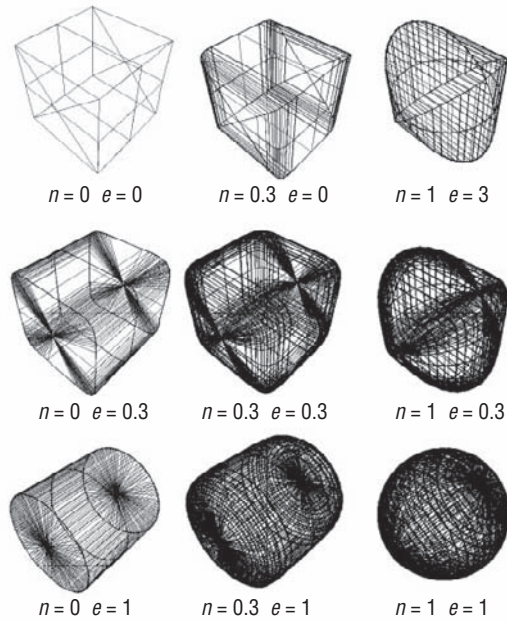 n = 0 e = 0
n = 0.3 e = 0
n = 1 e = 3
n = 0 e = 0.3
n = 0.3 e = 0.3
n = 1 e = 0.3
n = 0 e = 1
n = 0.3 e = 1
n = 1 e = 1